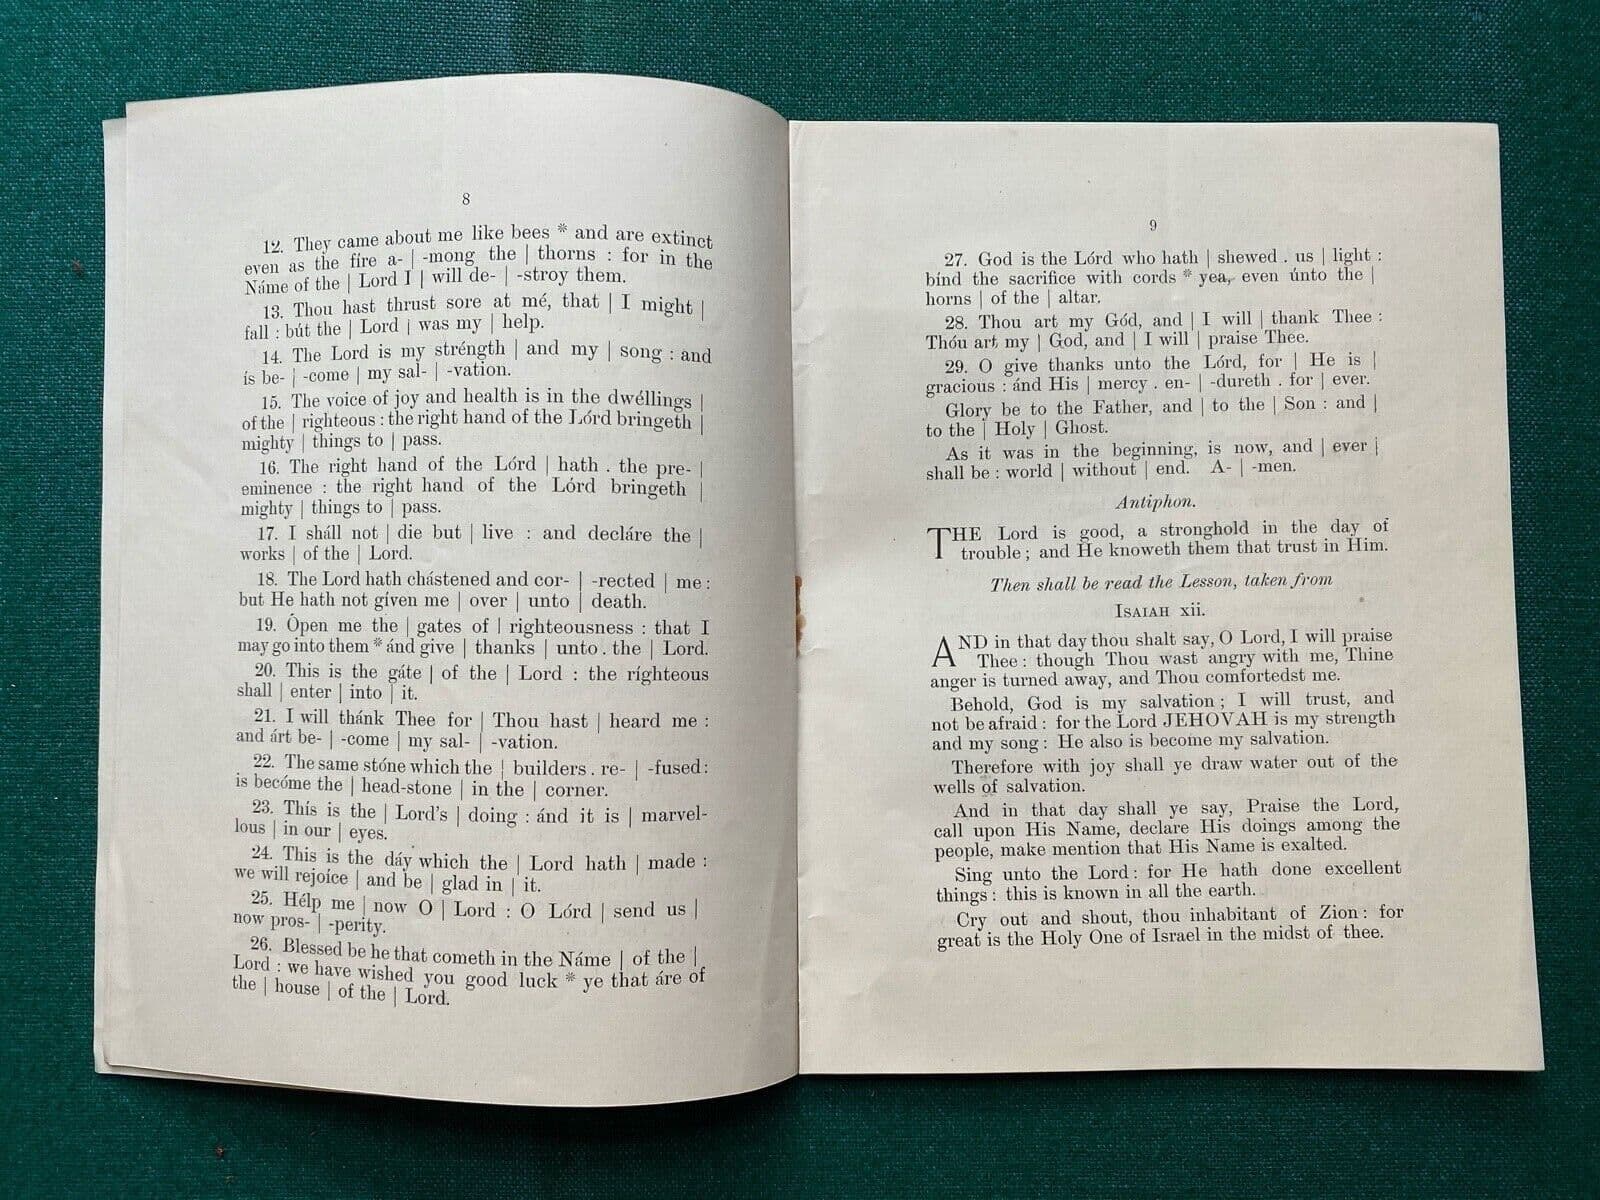 8
12. They came about me like bees * and are extinct
even as the fire a- | -mong the | thorns : for in the
Náme of the | Lord I | will de- | -stroy them.
13. Thou hast thrust sore at mé, that | I might |
fall : bút the | Lord | was my | help.
14. The Lord is my stréngth | and my | song : and
ís be- | -come | my sal- | -vation.
15. The voice of joy and health is in the dwéllings |
of the | righteous : the right hand of the Lórd bringeth |
mighty | things to | pass.
16. The right hand of the Lórd | hath . the pre- |
eminence : the right hand of the Lórd bringeth |
mighty | things to | pass.
17. I sháll not | die but | live : and decláre the |
works | of the | Lord.
18. The Lord hath chástened and cor- | -rected | me :
but He hath not gíven me | over | unto | death.
19. Ópen me the | gates of | righteousness : that I
may go into them * ánd give | thanks | unto . the | Lord.
20. This is the gáte | of the | Lord : the ríghteous
shall | enter | into | it.
21. I will thánk Thee for | Thou hast | heard me :
and árt be- | -come | my sal- | -vation.
22. The same stóne which the | builders . re- | -fused :
is becóme the | head-stone | in the | corner.
23. Thís is the | Lord's | doing : ánd it is | marvel-
lous | in our | eyes.
24. This is the dáy which the | Lord hath | made :
we will rejoíce | and be | glad in | it.
25. Hélp me | now O | Lord : O Lórd | send us |
now pros- | -perity.
26. Blessed be he that cometh in the Náme | of the |
Lord : we have wished you good luck * ye that áre of
the | house | of the | Lord.
9
27. God is the Lórd who hath | shewed . us | light :
bind the sacrifice with cords * yea, even únto the |
horns | of the | altar.
28. Thou art my Gód, and | I will | thank Thee :
Thóu art my | God, and | I will | praise Thee.
29. O give thanks unto the Lórd, for | He is |
gracious : ánd His | mercy . en- | -dureth . for | ever.
Glory be to the Father, and | to the | Son : and |
to the | Holy | Ghost.
As it was in the beginning, is now, and | ever |
shall be : world | without | end. A- | -men.
Antiphon.
THE Lord is good, a stronghold in the day of
trouble ; and He knoweth them that trust in Him.
Then shall be read the Lesson, taken from
ISAIAH xii.
AND in that day thou shalt say, O Lord, I will praise
Thee : though Thou wast angry with me, Thine
anger is turned away, and Thou comfortedst me.
Behold, God is my salvation ; I will trust, and
not be afraid : for the Lord JEHOVAH is my strength
and my song : He also is become my salvation.
Therefore with joy shall ye draw water out of the
wells of salvation.
And in that day shall ye say, Praise the Lord,
call upon His Name, declare His doings among the
people, make mention that His Name is exalted.
Sing unto the Lord : for He hath done excellent
things : this is known in all the earth.
Cry out and shout, thou inhabitant of Zion : for
great is the Holy One of Israel in the midst of thee.